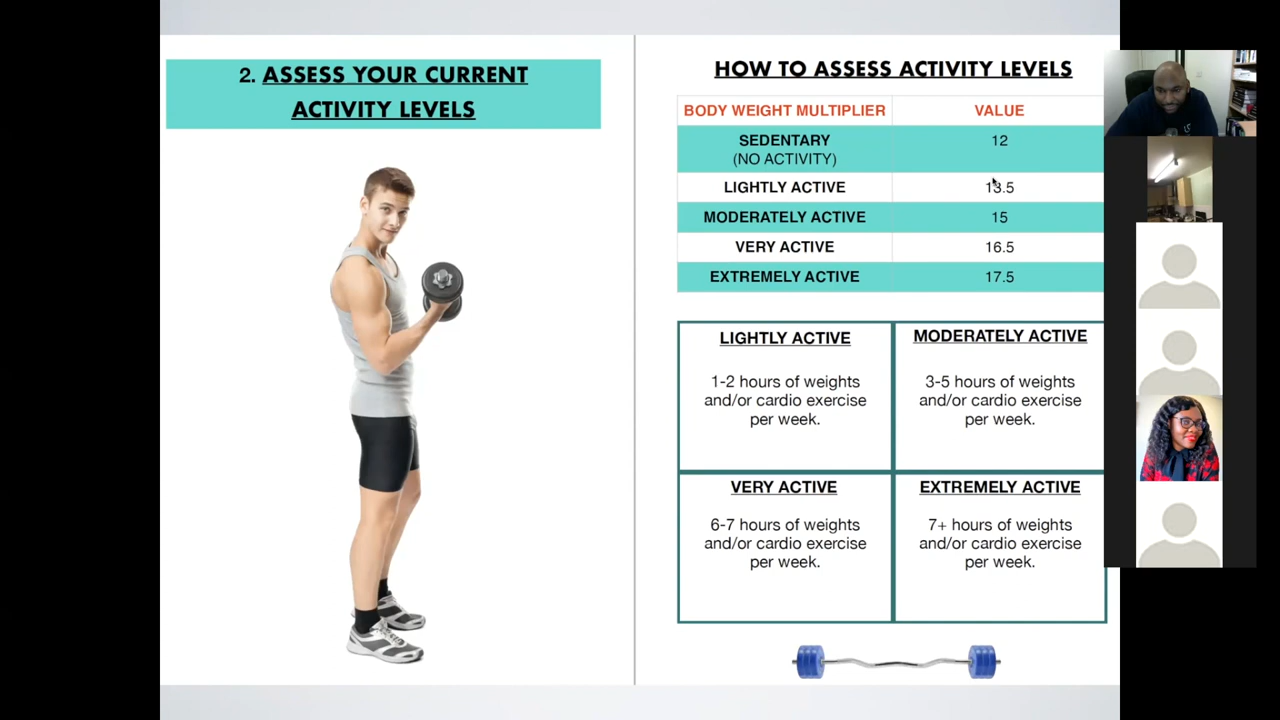 2. ASSESS YOUR CURRENT
ACTIVITY LEVELS
HOW TO ASSESS ACTIVITY LEVELS
BODY WEIGHT MULTIPLIER VALUE
SEDENTARY 12
(NO ACTIVITY)
LIGHTLY ACTIVE 13.5
MODERATELY ACTIVE 15
VERY ACTIVE 16.5
EXTREMELY ACTIVE 17.5
LIGHTLY ACTIVE
1-2 hours of weights
and/or cardio exercise
per week.
MODERATELY ACTIVE
3-5 hours of weights
and/or cardio exercise
per week.
VERY ACTIVE
6-7 hours of weights
and/or cardio exercise
per week.
EXTREMELY ACTIVE
7+ hours of weights
and/or cardio exercise
per week.